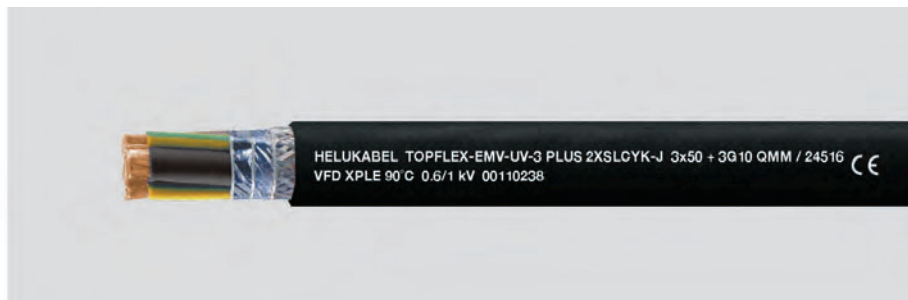 HELUKABEL TOPFLEX-EMV-UV-3 PLUS 2XSLCYK-J 3x50 + 3G10 QMM / 24516 CE
VFD XPLE 90°C 0.6/1 kV 00110238